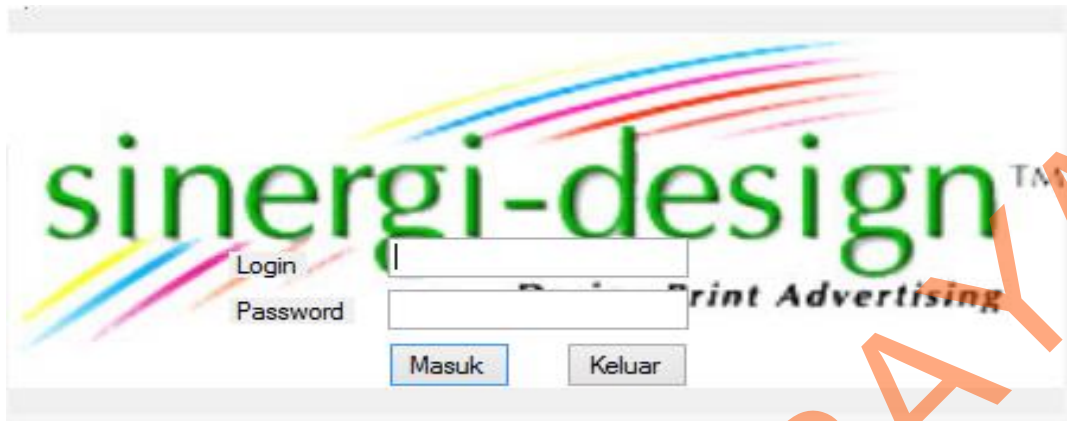 sinergi-design™
Login
Print Advertising
Password
Masuk Keluar